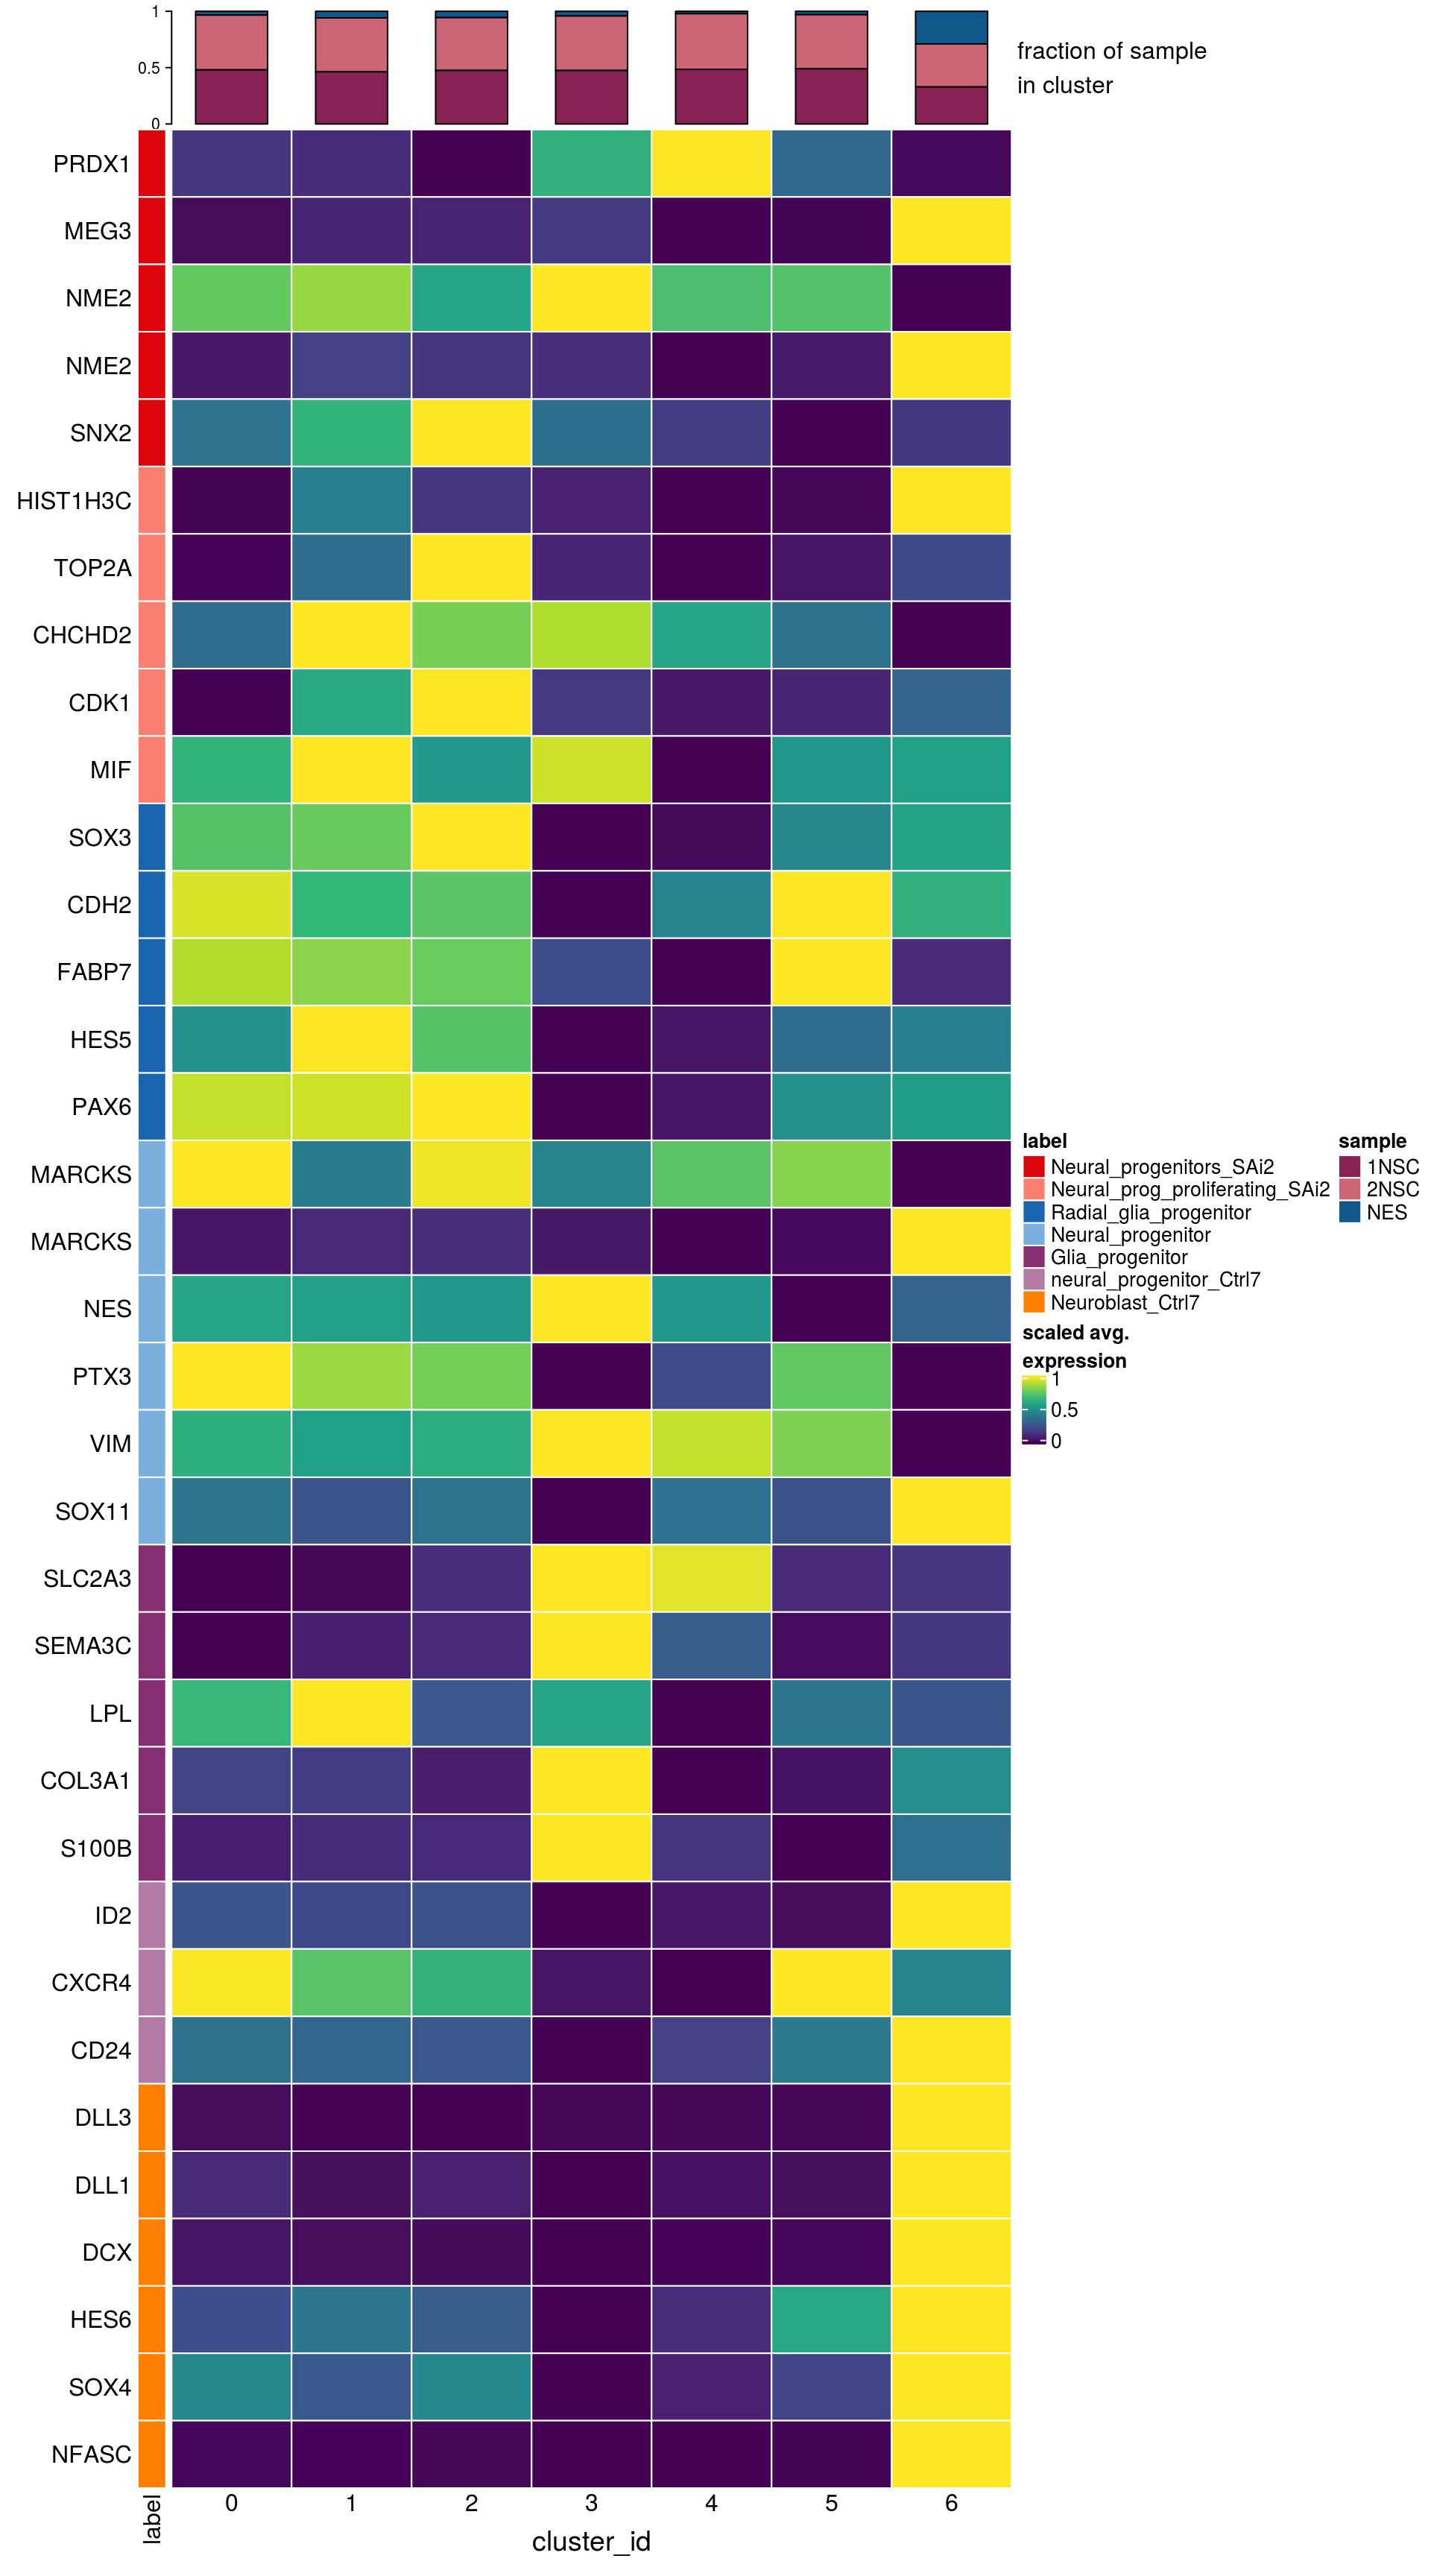 1
0.5
0
fraction of sample
in cluster
PRDX1
MEG3
NME2
NME2
SNX2
HIST1H3C
TOP2A
CHCHD2
CDK1
MIF
SOX3
CDH2
FABP7
HES5
PAX6
MARCKS
MARCKS
NES
PTX3
VIM
SOX11
SLC2A3
SEMA3C
LPL
COL3A1
S100B
ID2
CXCR4
CD24
DLL3
DLL1
DCX
HES6
SOX4
NFASC
label
0 1 2 3 4 5 6
cluster_id
label
Neural_progenitors_SAi2
Neural_prog_proliferating_SAi2
Radial_glia_progenitor
Neural_progenitor
Glia_progenitor
neural_progenitor_Ctrl7
Neuroblast_Ctrl7
scaled avg.
expression
1
0.5
0
sample
1NSC
2NSC
NES